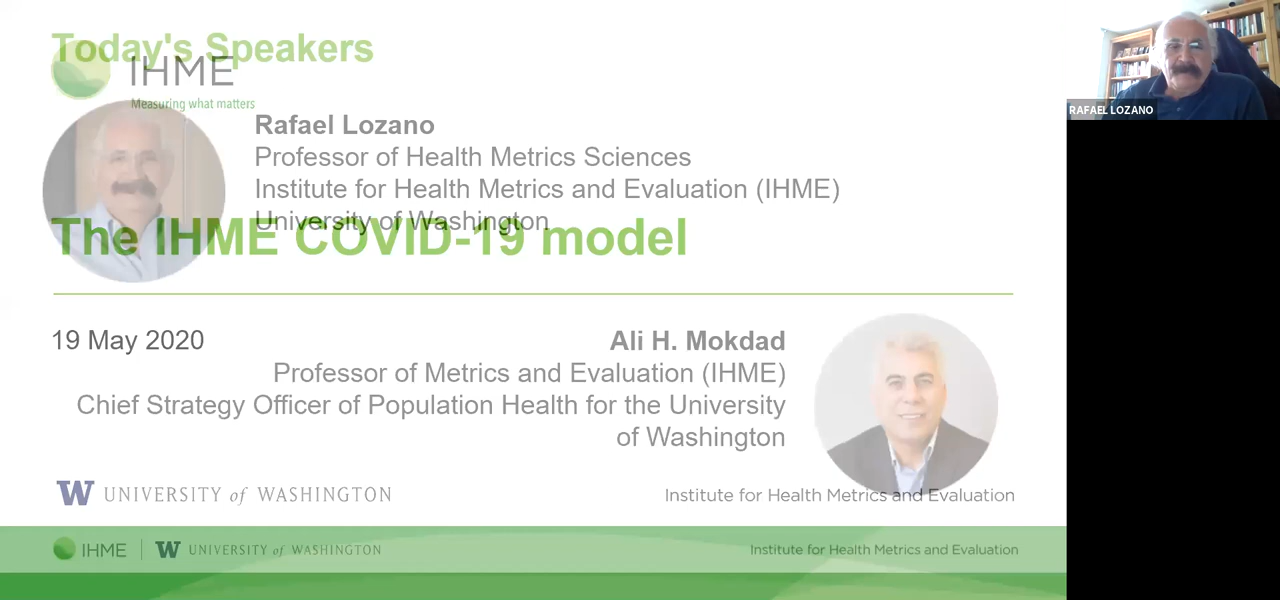 Today's Speakers
IHME
Measuring what matters
Rafael Lozano
Professor of Health Metrics Sciences
Institute for Health Metrics and Evaluation (IHME)
University of Washington
The IHME COVID-19 model
19 May 2020
Ali H. Mokdad
Professor of Metrics and Evaluation (IHME)
Chief Strategy Officer of Population Health for the University
of Washington
W UNIVERSITY of WASHINGTON
Institute for Health Metrics and Evaluation
IHME
W UNIVERSITY of WASHINGTON
Institute for Health Metrics and Evaluation
RAFAEL LOZANO